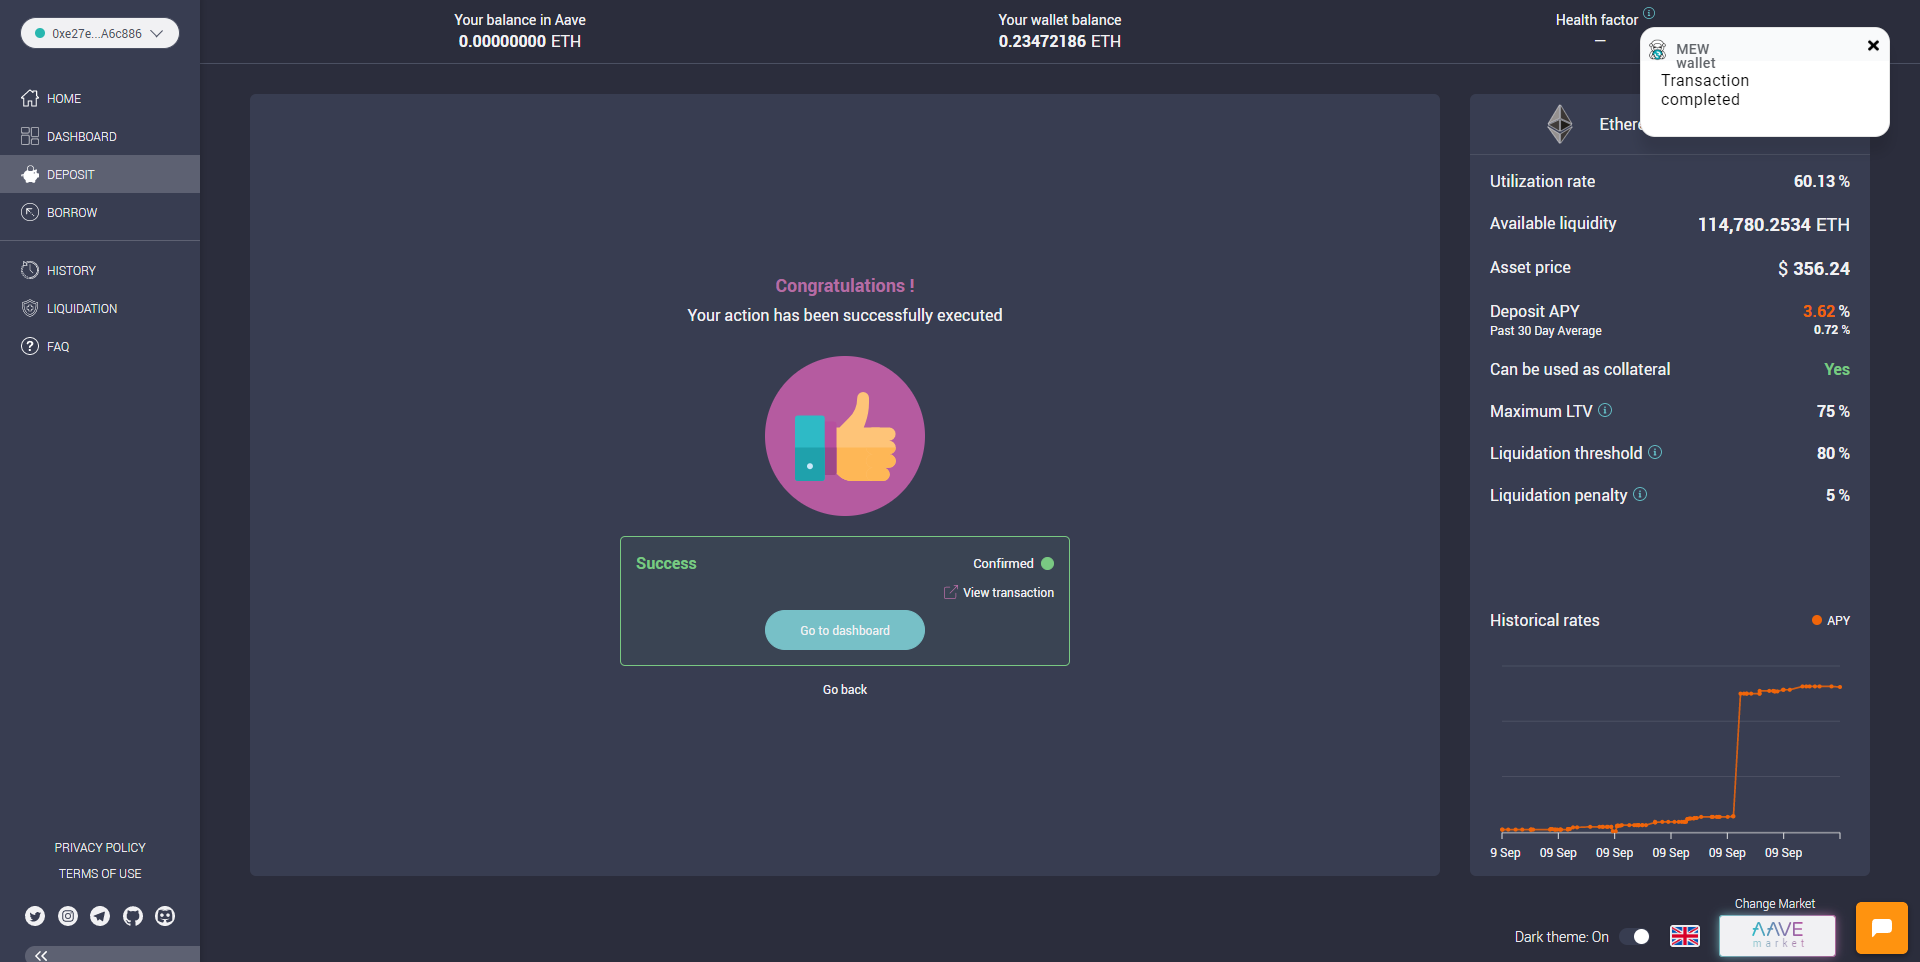 0xe27e...A6c886
HOME
DASHBOARD
DEPOSIT
BORROW
HISTORY
LIQUIDATION
FAQ
PRIVACY POLICY
TERMS OF USE
Your balance in Aave
0.00000000 ETH
Your wallet balance
0.23472186 ETH
Health factor
—
MEW
wallet
Transaction
completed
Congratulations !
Your action has been successfully executed
Success
Confirmed
View transaction
Go to dashboard
Go back
Utilization rate 60.13 %
Available liquidity 114,780.2534 ETH
Asset price $ 356.24
Deposit APY 3.62 %
Past 30 Day Average 0.72 %
Can be used as collateral Yes
Maximum LTV 75 %
Liquidation threshold 80 %
Liquidation penalty 5 %
Historical rates APY
9 Sep 09 Sep 09 Sep 09 Sep 09 Sep 09 Sep
Change Market
Dark theme: On
AAVE
market